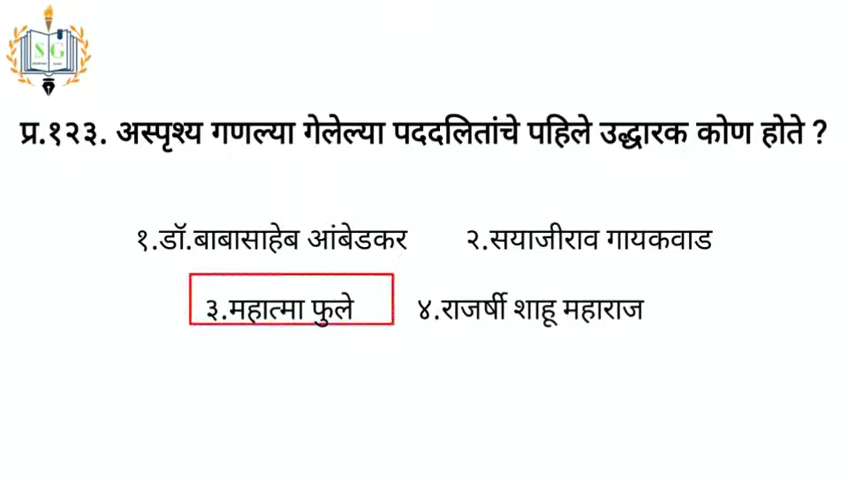 SG
प्र.१२३. अस्पृश्य गणल्या गेलेल्या पददलितांचे पहिले उद्धारक कोण होते ?
१.डॉ.बाबासाहेब आंबेडकर २.सयाजीराव गायकवाड
३.महात्मा फुले ४.राजर्षी शाहू महाराज